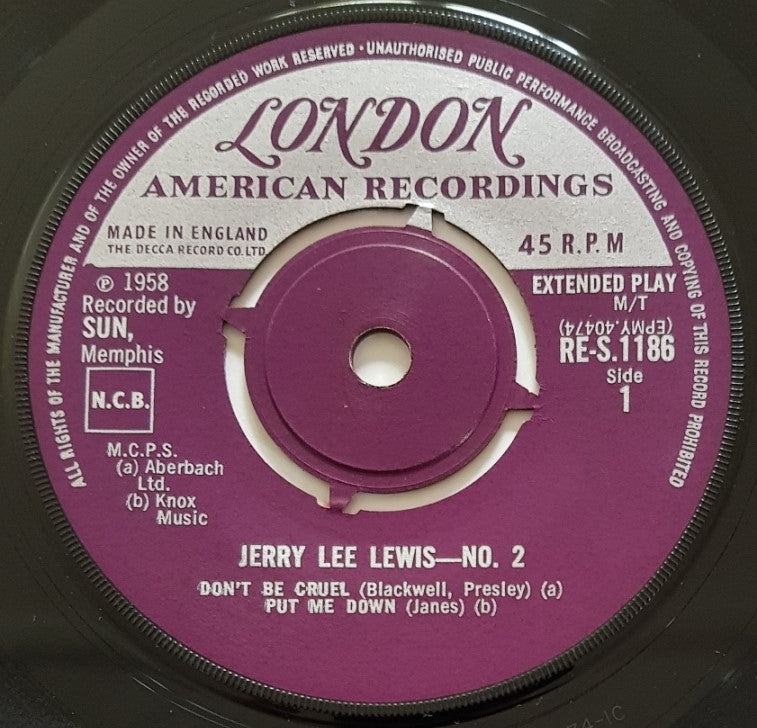 ALL RIGHTS OF THE MANUFACTURER AND OF THE OWNER OF THE RECORDED WORK RESERVED · UNAUTHORISED PUBLIC PERFORMANCE BROADCASTING AND COPYING OF THIS RECORD PROHIBITED
LONDON
AMERICAN RECORDINGS
MADE IN ENGLAND
THE DECCA RECORD CO. LTD.
45 R.P.M
℗ 1958
Recorded by
SUN,
Memphis
N.C.B.
M.C.P.S.
(a) Aberbach
Ltd.
(b) Knox
Music
EXTENDED PLAY
M/T
(EPMY.40474)
RE-S.1186
Side
1
JERRY LEE LEWIS—NO. 2
DON'T BE CRUEL (Blackwell, Presley) (a)
PUT ME DOWN (Janes) (b)